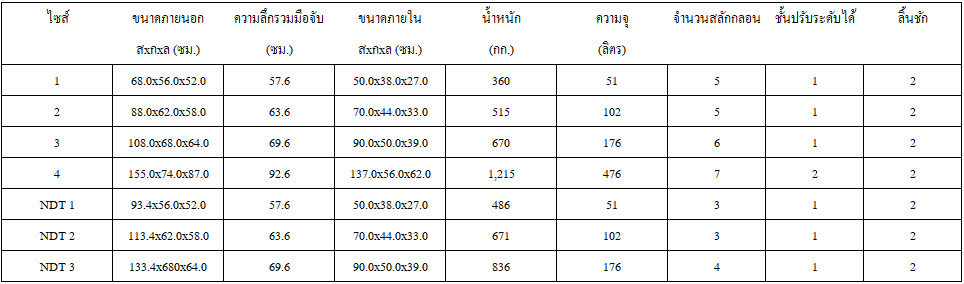 ไซส์ ขนาดภายนอก ความลึกรวมมือจับ ขนาดภายใน น้ำหนัก ความจุ จำนวนสลักกลอน ชั้นปรับระดับได้ ลิ้นชัก
สxกxล (ซม.) (ซม.) สxกxล (ซม.) (กก.) (ลิตร)
1 68.0x56.0x52.0 57.6 50.0x38.0x27.0 360 51 5 1 2
2 88.0x62.0x58.0 63.6 70.0x44.0x33.0 515 102 5 1 2
3 108.0x68.0x64.0 69.6 90.0x50.0x39.0 670 176 6 1 2
4 155.0x74.0x87.0 92.6 137.0x56.0x62.0 1,215 476 7 2 2
NDT 1 93.4x56.0x52.0 57.6 50.0x38.0x27.0 486 51 3 1 2
NDT 2 113.4x62.0x58.0 63.6 70.0x44.0x33.0 671 102 3 1 2
NDT 3 133.4x680x64.0 69.6 90.0x50.0x39.0 836 176 4 1 2